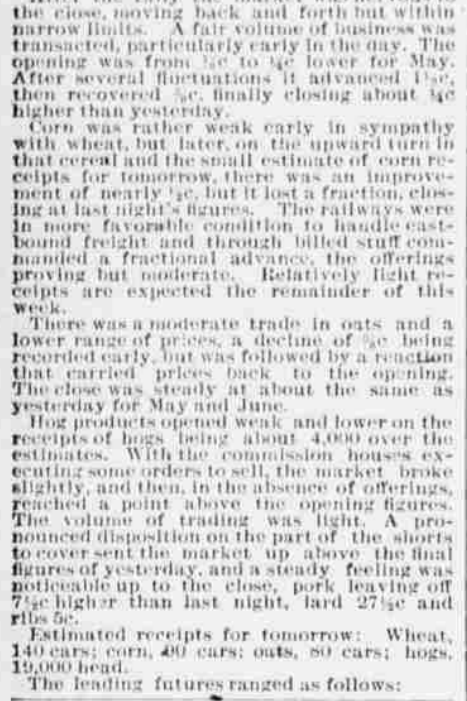 the close, moving back and forth but within
narrow limits. A fair volume of business was
transacted, particularly early in the day. The
opening was from to ¼c lower for May.
After several fluctuations it advanced
then recovered finally closing about ¼c
higher than yesterday.
Corn was rather weak early in sympathy
with wheat, but later, on the upward turn in
that cereal and the small estimate of corn re-
ceipts for tomorrow, there was an improve-
ment of nearly ½c, but it lost a fraction, clos-
ing at last night's figures. The railways were
in more favorable condition to handle east-
bound freight and through billed stuff com-
manded a fractional advance, the offerings
proving but moderate. Relatively light re-
ceipts are expected the remainder of this
week.
There was a moderate trade in oats and a
lower range of prices, a decline of being
recorded early, but was followed by a reaction
that carried prices back to the opening.
The close was steady at about the same as
yesterday for May and June.
Hog products opened weak and lower on the
receipts of hogs being about 4,000 over the
estimates. With the commission houses ex-
ecuting some orders to sell, the market broke
slightly, and then, in the absence of offerings,
reached a point above the opening figures.
The volume of trading was light. A pro-
nounced disposition on the part of the shorts
to cover sent the market up above the final
figures of yesterday, and a steady feeling was
noticeable up to the close, pork leaving off
7½c higher than last night, lard 27½c and
ribs 5c.
Estimated receipts for tomorrow: Wheat,
140 cars; corn, cars; oats, 80 cars; hogs,
19,000 head.
The leading futures ranged as follows: